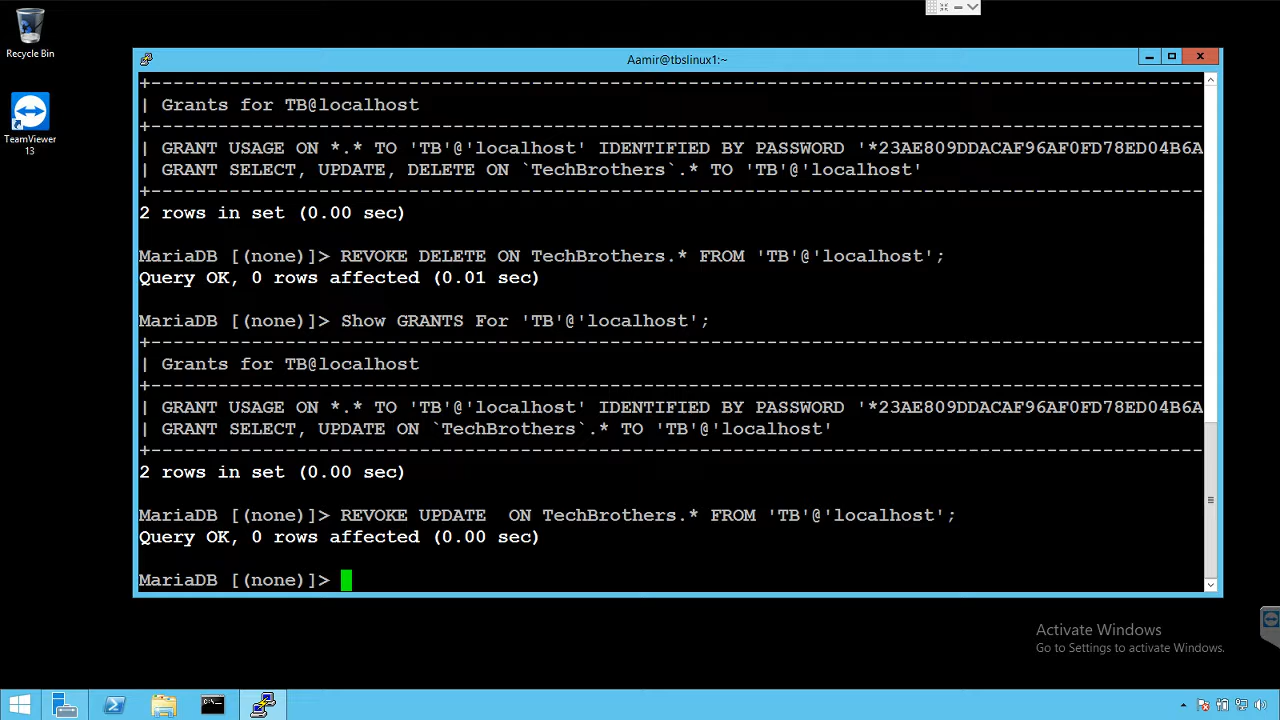 Recycle Bin
TeamViewer
13
Aamir@tbslinux1:~
+-----------------------------------------------------------------------------------------------
| Grants for TB@localhost
+-----------------------------------------------------------------------------------------------
| GRANT USAGE ON *.* TO 'TB'@'localhost' IDENTIFIED BY PASSWORD '*23AE809DDACAF96AF0FD78ED04B6A
| GRANT SELECT, UPDATE, DELETE ON `TechBrothers`.* TO 'TB'@'localhost'
+-----------------------------------------------------------------------------------------------
2 rows in set (0.00 sec)
MariaDB [(none)]> REVOKE DELETE ON TechBrothers.* FROM 'TB'@'localhost';
Query OK, 0 rows affected (0.01 sec)
MariaDB [(none)]> Show GRANTS For 'TB'@'localhost';
+-----------------------------------------------------------------------------------------------
| Grants for TB@localhost
+-----------------------------------------------------------------------------------------------
| GRANT USAGE ON *.* TO 'TB'@'localhost' IDENTIFIED BY PASSWORD '*23AE809DDACAF96AF0FD78ED04B6A
| GRANT SELECT, UPDATE ON `TechBrothers`.* TO 'TB'@'localhost'
+-----------------------------------------------------------------------------------------------
2 rows in set (0.00 sec)
MariaDB [(none)]> REVOKE UPDATE  ON TechBrothers.* FROM 'TB'@'localhost';
Query OK, 0 rows affected (0.00 sec)
MariaDB [(none)]>
Activate Windows
Go to Settings to activate Windows.